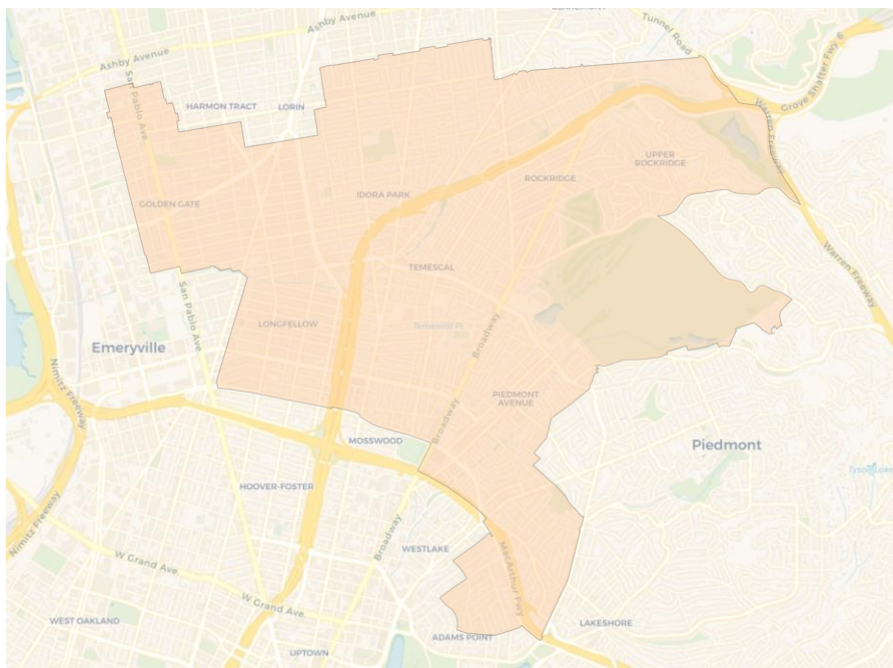 Ashby Avenue
Ashby Avenue
Tunnel Road
Grove Shafter Fwy 6
San Pablo Ave
HARMON TRACT
LORIN
Warren Freeway
UPPER
ROCKRIDGE
ROCKRIDGE
IDORA PARK
GOLDEN GATE
Warren Freeway
TEMESCAL
San Pablo Ave
LONGFELLOW
Temescal Pl
Broadway
Emeryville
Nimitz Freeway
PIEDMONT
AVENUE
Broadway
MOSSWOOD
Piedmont
HOOVER-FOSTER
Nimitz Freeway
Broadway
WESTLAKE
MacArthur Fwy
W Grand Ave
W Grand Ave
WEST OAKLAND
LAKESHORE
ADAMS POINT
UPTOWN